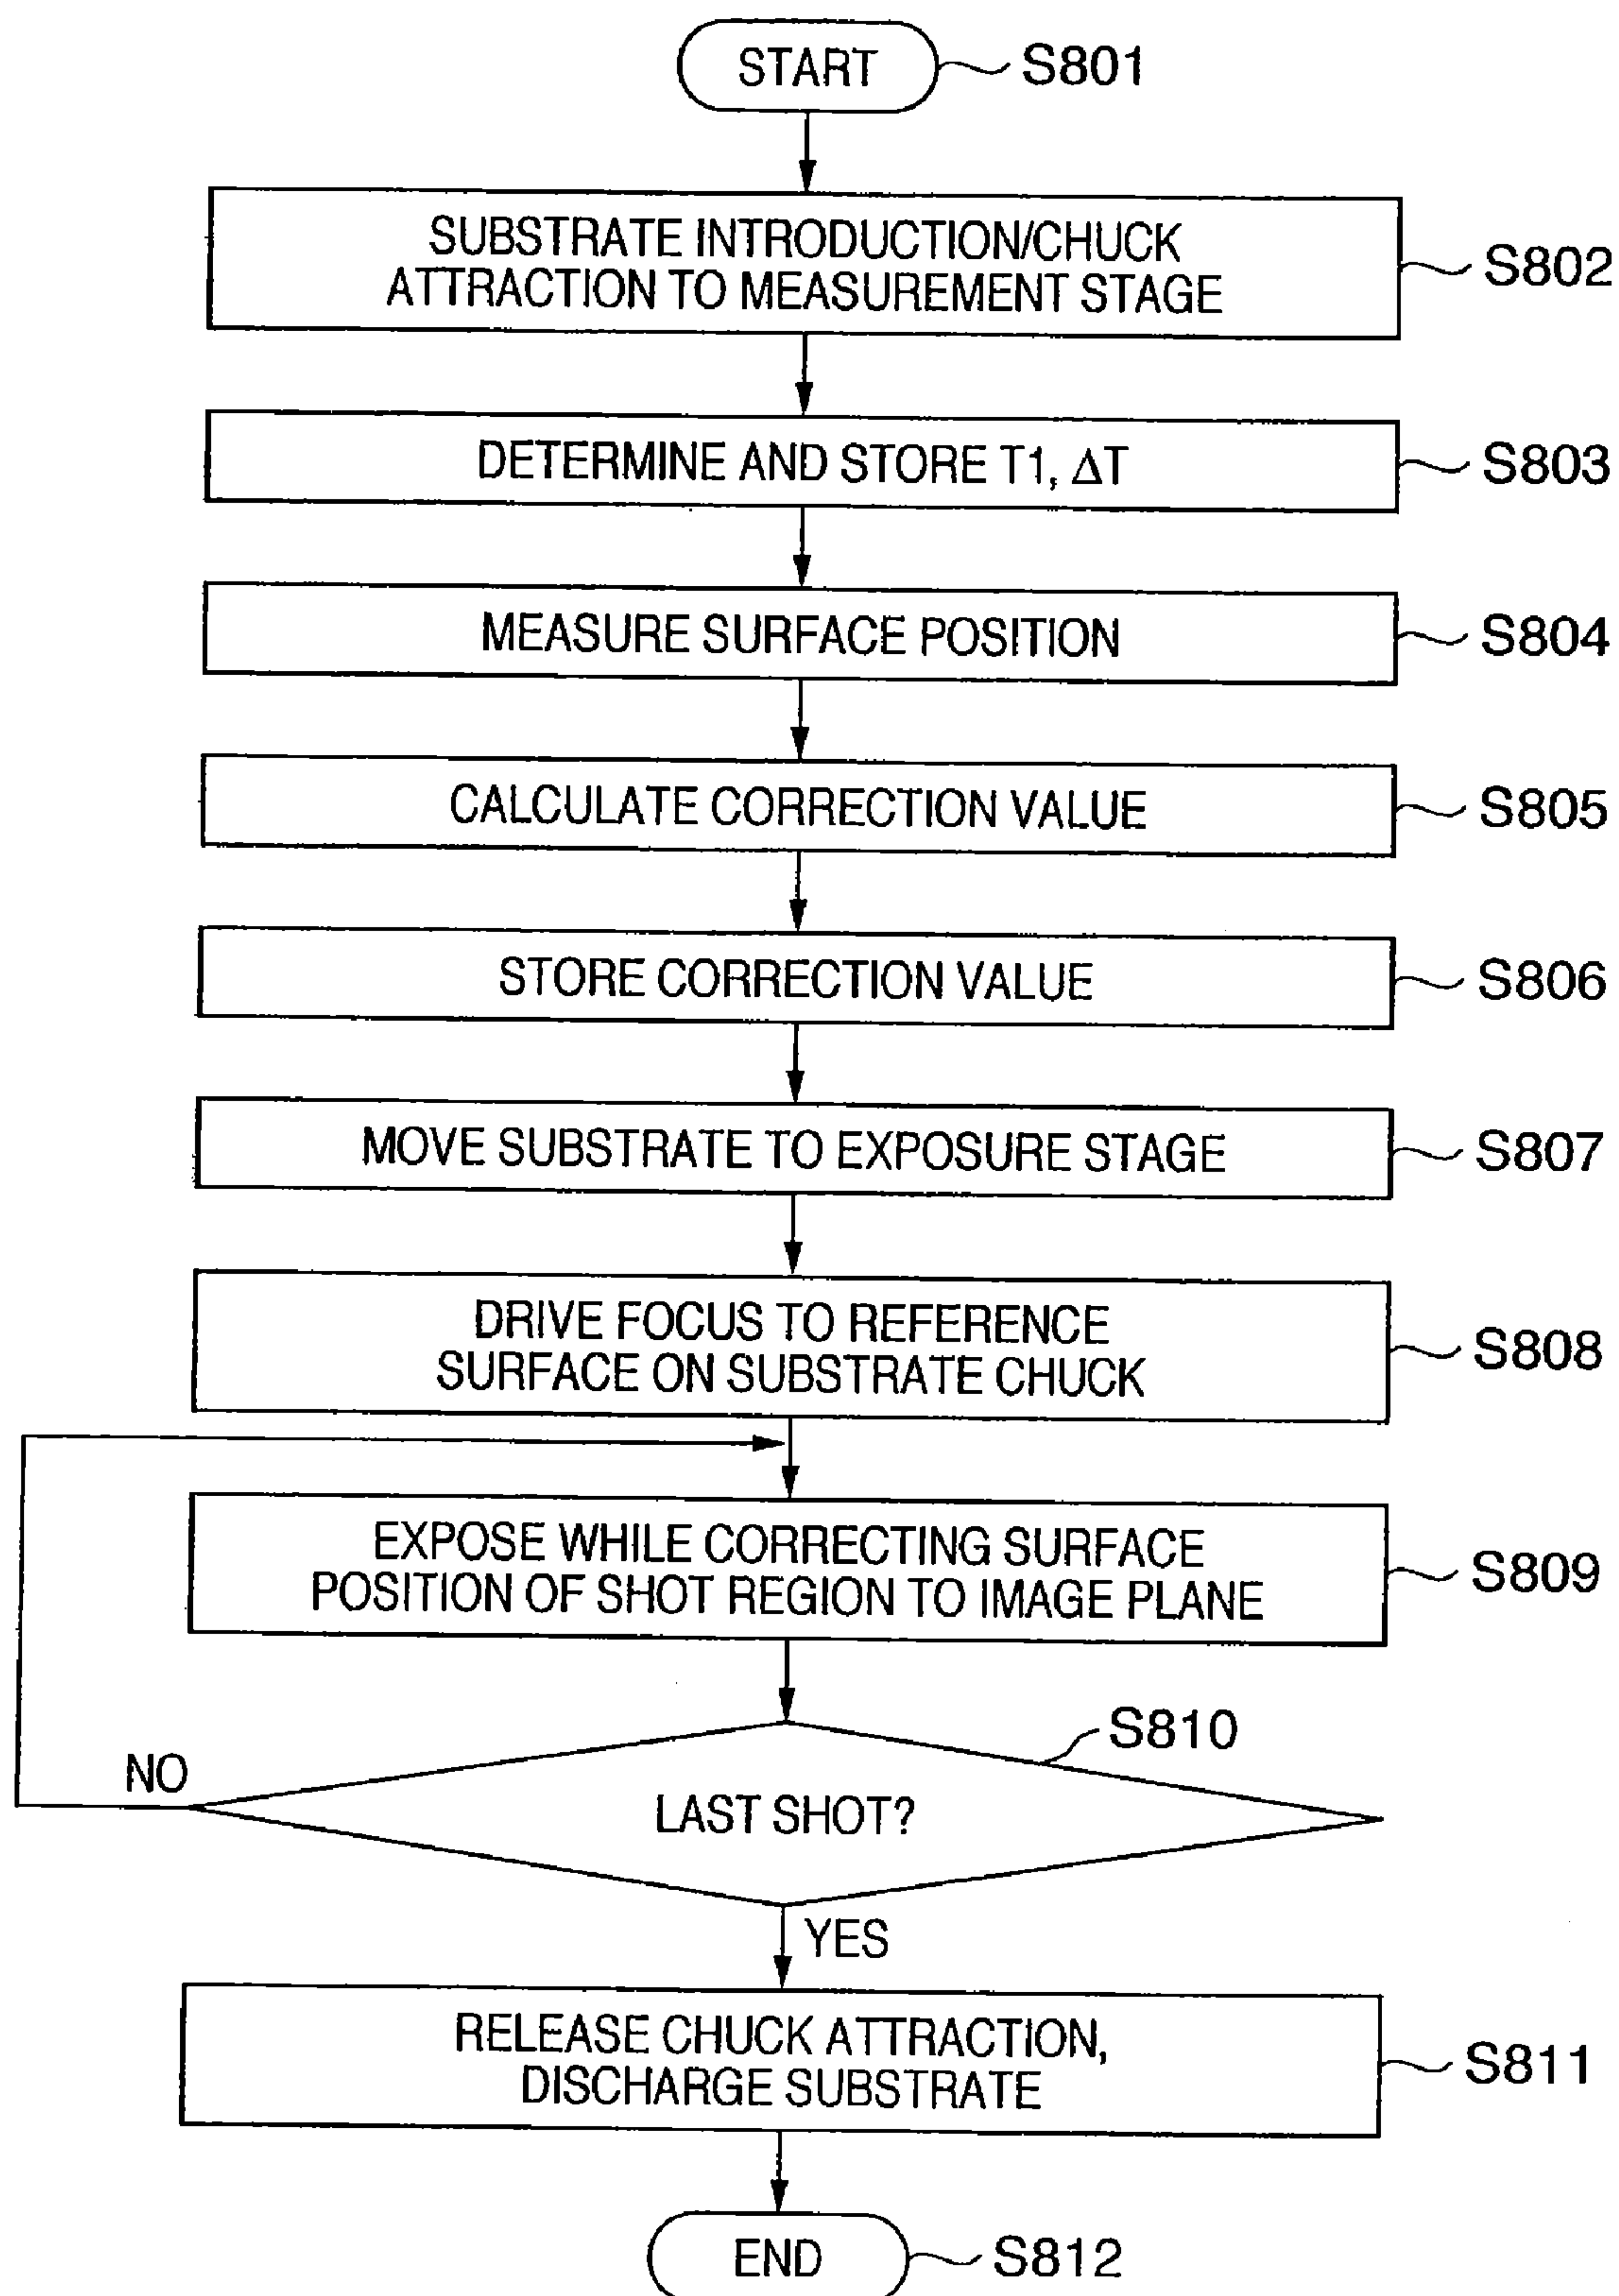 START
S801
SUBSTRATE INTRODUCTION/CHUCK
ATTRACTION TO MEASUREMENT STAGE
S802
DETERMINE AND STORE T1, ΔT
S803
MEASURE SURFACE POSITION
S804
CALCULATE CORRECTION VALUE
S805
STORE CORRECTION VALUE
S806
MOVE SUBSTRATE TO EXPOSURE STAGE
S807
DRIVE FOCUS TO REFERENCE
SURFACE ON SUBSTRATE CHUCK
S808
EXPOSE WHILE CORRECTING SURFACE
POSITION OF SHOT REGION TO IMAGE PLANE
S809
S810
NO
LAST SHOT?
YES
RELEASE CHUCK ATTRACTION,
DISCHARGE SUBSTRATE
S811
END
S812